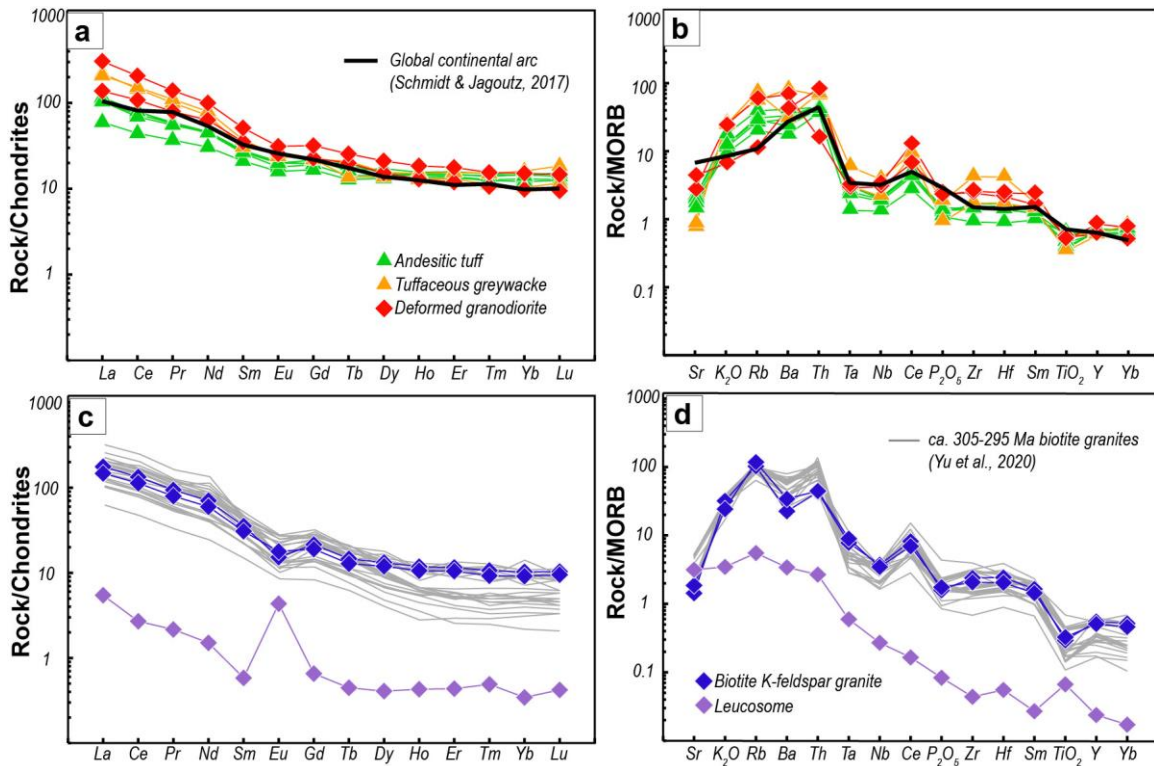 a
1000
100
10
1
Rock/Chondrites
Global continental arc
(Schmidt & Jagoutz, 2017)
Andesitic tuff
Tuffaceous greywacke
Deformed granodiorite
La Ce Pr Nd Sm Eu Gd Tb Dy Ho Er Tm Yb Lu
b
1000
100
10
1
0.1
Rock/MORB
Sr K₂O Rb Ba Th Ta Nb Ce P₂O₅ Zr Hf Sm TiO₂ Y Yb
c
1000
100
10
1
Rock/Chondrites
La Ce Pr Nd Sm Eu Gd Tb Dy Ho Er Tm Yb Lu
d
1000
100
10
1
0.1
Rock/MORB
ca. 305-295 Ma biotite granites
(Yu et al., 2020)
Biotite K-feldspar granite
Leucosome
Sr K₂O Rb Ba Th Ta Nb Ce P₂O₅ Zr Hf Sm TiO₂ Y Yb